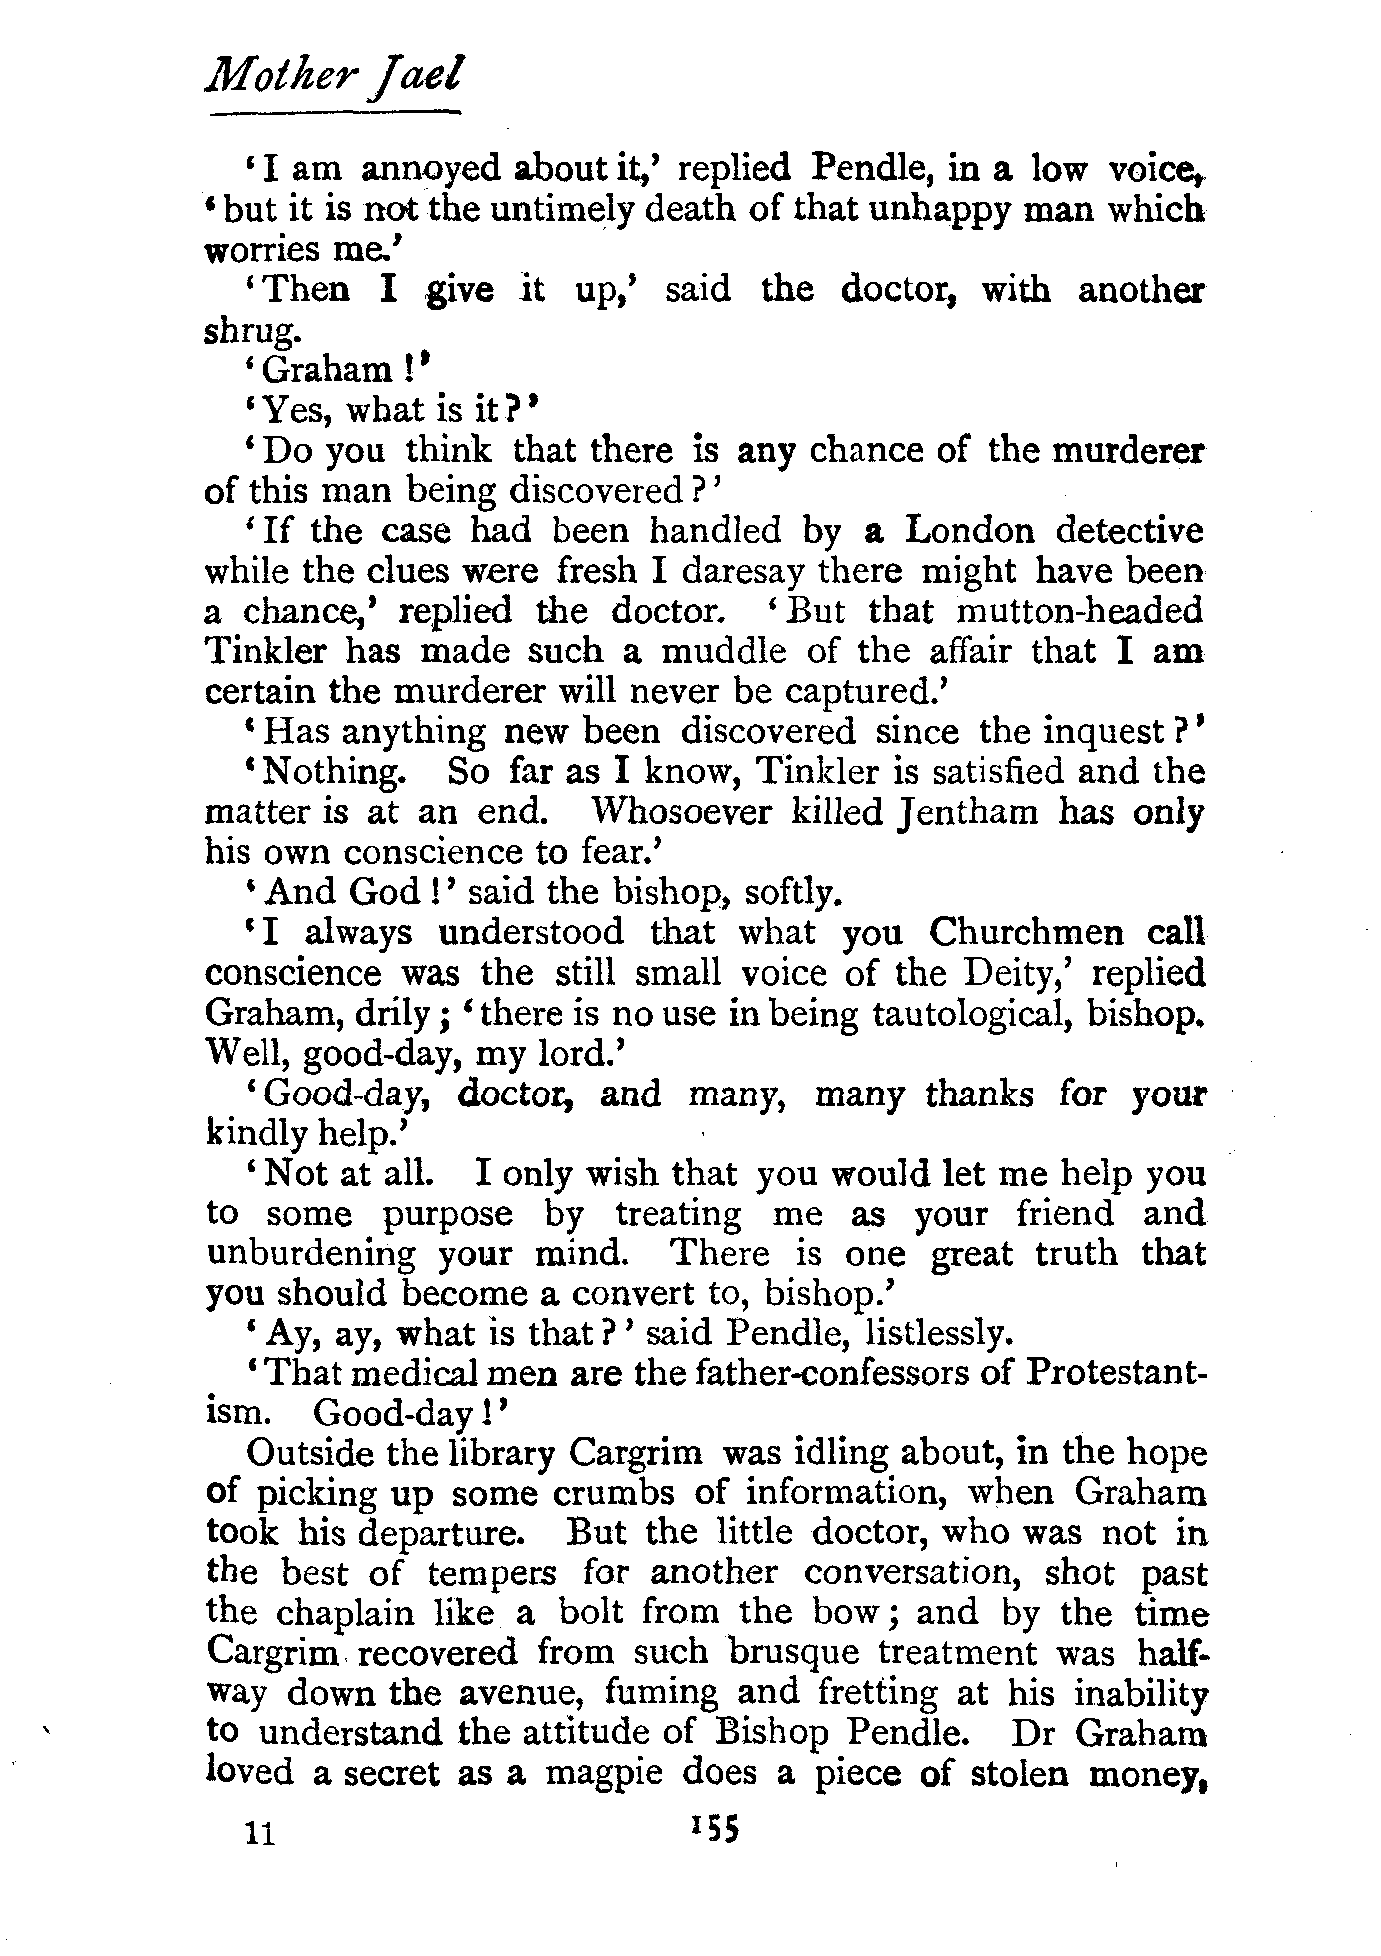 Mother Jael
‘I am annoyed about it,’ replied Pendle, in a low voice,
‘but it is not the untimely death of that unhappy man which
worries me.’
‘Then I give it up,’ said the doctor, with another
shrug.
‘Graham!’
‘Yes, what is it?’
‘Do you think that there is any chance of the murderer
of this man being discovered?’
‘If the case had been handled by a London detective
while the clues were fresh I daresay there might have been
a chance,’ replied the doctor. ‘But that mutton-headed
Tinkler has made such a muddle of the affair that I am
certain the murderer will never be captured.’
‘Has anything new been discovered since the inquest?’
‘Nothing. So far as I know, Tinkler is satisfied and the
matter is at an end. Whosoever killed Jentham has only
his own conscience to fear.’
‘And God!’ said the bishop, softly.
‘I always understood that what you Churchmen call
conscience was the still small voice of the Deity,’ replied
Graham, drily; ‘there is no use in being tautological, bishop.
Well, good-day, my lord.’
‘Good-day, doctor, and many, many thanks for your
kindly help.’
‘Not at all. I only wish that you would let me help you
to some purpose by treating me as your friend and
unburdening your mind. There is one great truth that
you should become a convert to, bishop.’
‘Ay, ay, what is that?’ said Pendle, listlessly.
‘That medical men are the father-confessors of Protestant-
ism. Good-day!’
Outside the library Cargrim was idling about, in the hope
of picking up some crumbs of information, when Graham
took his departure. But the little doctor, who was not in
the best of tempers for another conversation, shot past
the chaplain like a bolt from the bow; and by the time
Cargrim recovered from such brusque treatment was half-
way down the avenue, fuming and fretting at his inability
to understand the attitude of Bishop Pendle. Dr Graham
loved a secret as a magpie does a piece of stolen money,
11 155